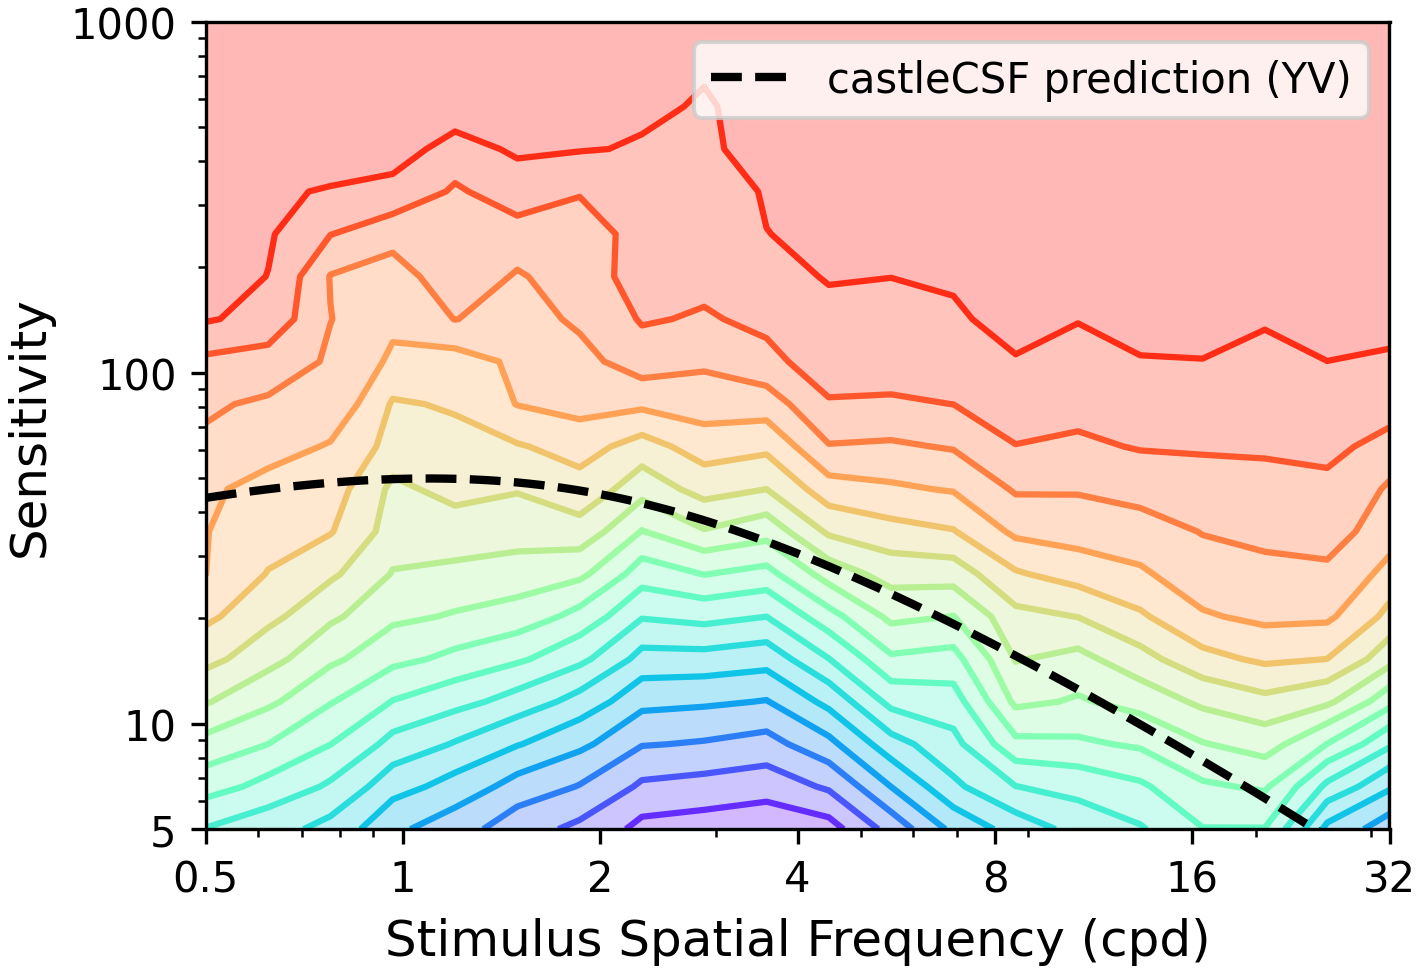 1000
castleCSF prediction (YV)
100
Sensitivity
10
5
0.5 1 2 4 8 16 32
Stimulus Spatial Frequency (cpd)